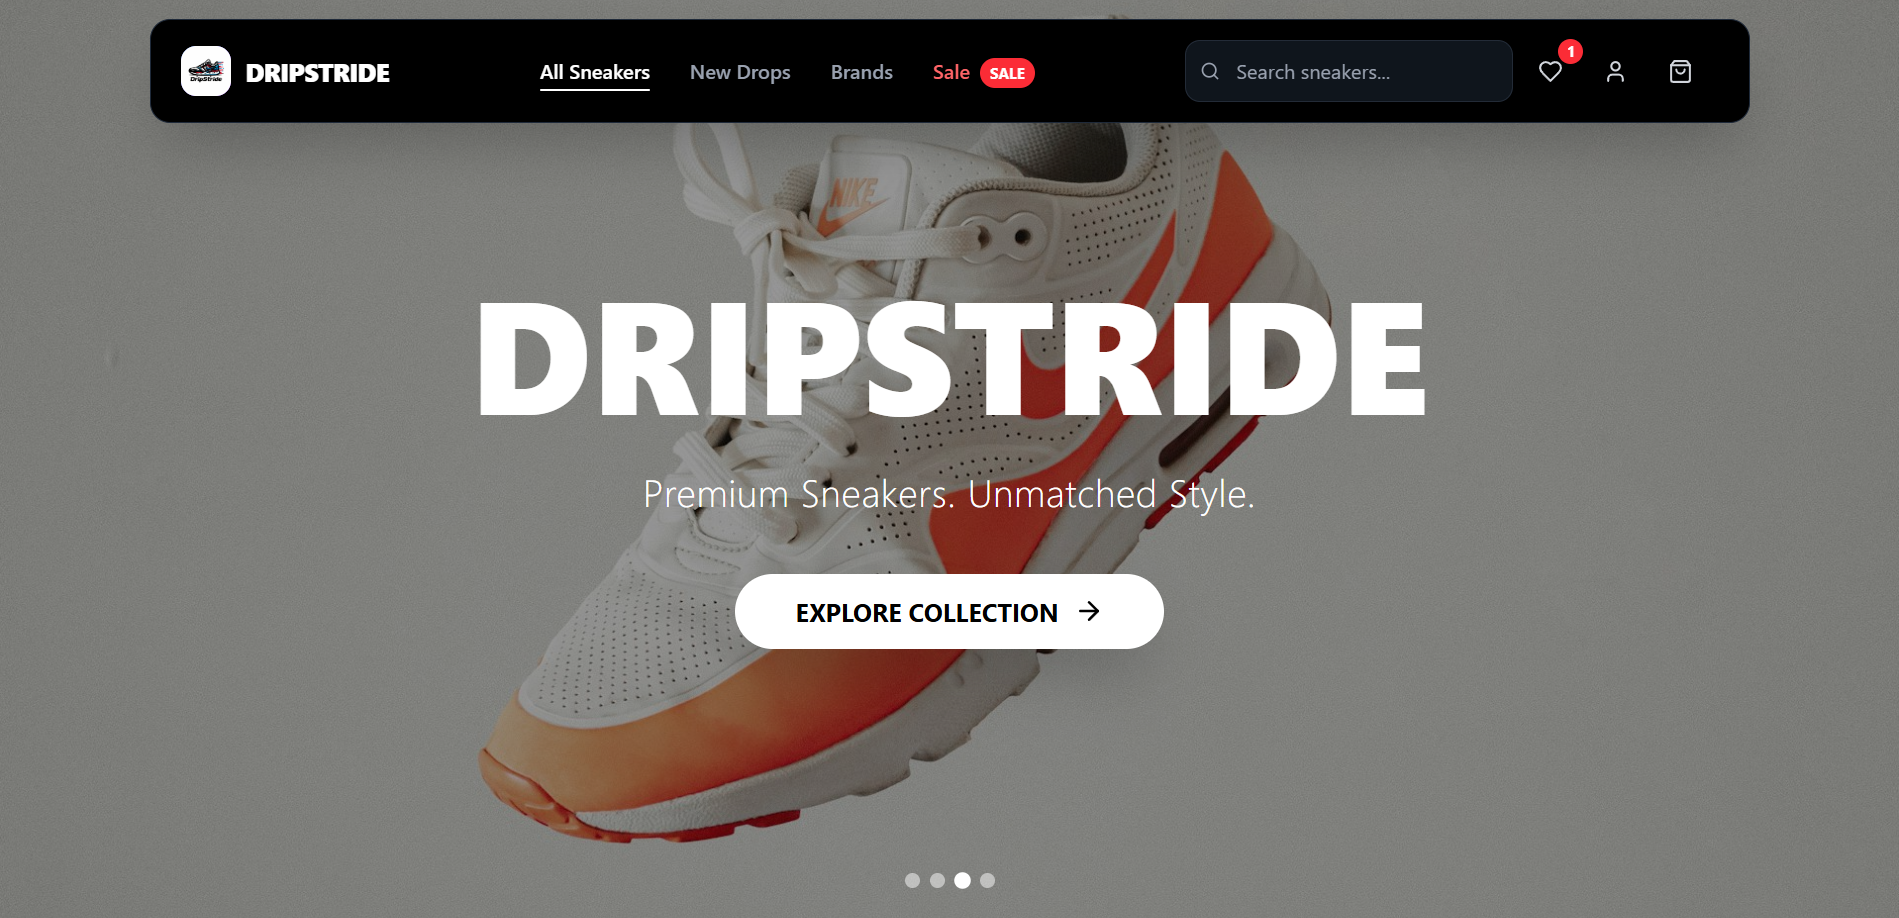 DripStride
DRIPSTRIDE
All Sneakers
New Drops
Brands
Sale SALE
Search sneakers...
1
NIKE
DRIPSTRIDE
Premium Sneakers. Unmatched Style.
EXPLORE COLLECTION